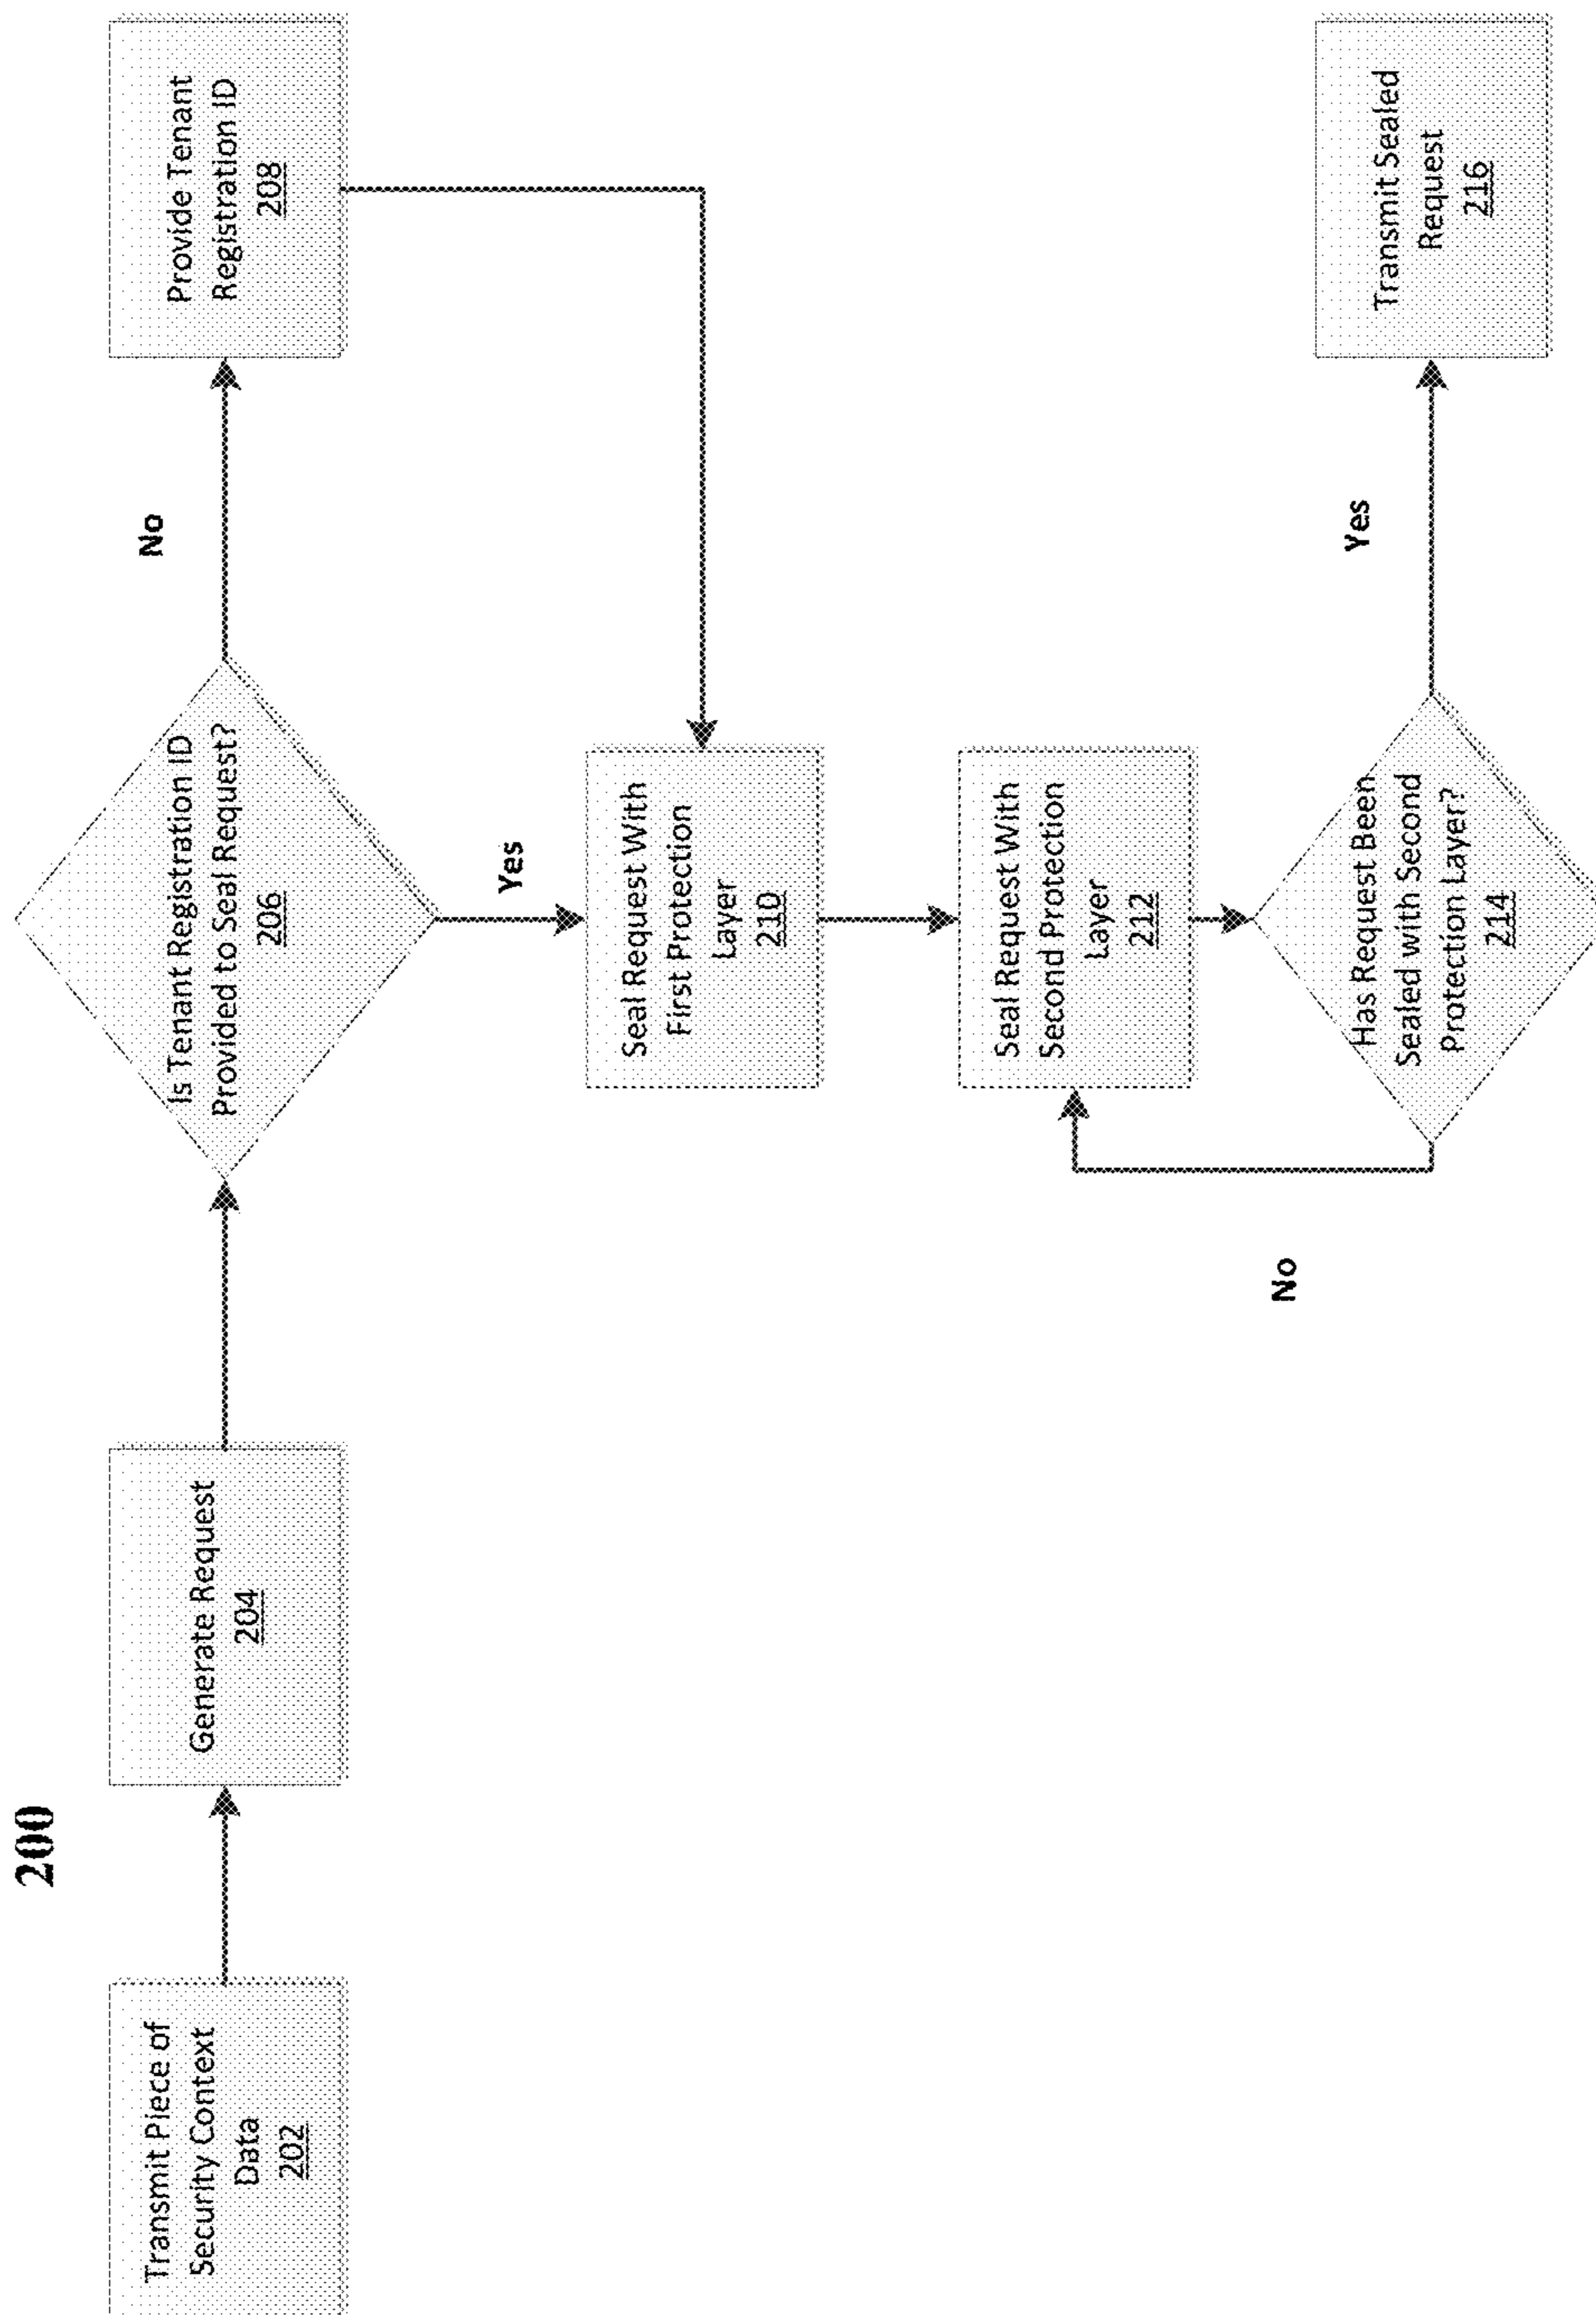 200
Transmit Piece of
Security Context
Data
202
Generate Request
204
Is Tenant Registration ID
Provided to Seal Request?
206
No
Provide Tenant
Registration ID
208
Yes
Seal Request With
First Protection
Layer
210
Seal Request With
Second Protection
Layer
212
Has Request Been
Sealed with Second
Protection Layer?
214
No
Yes
Transmit Sealed
Request
216